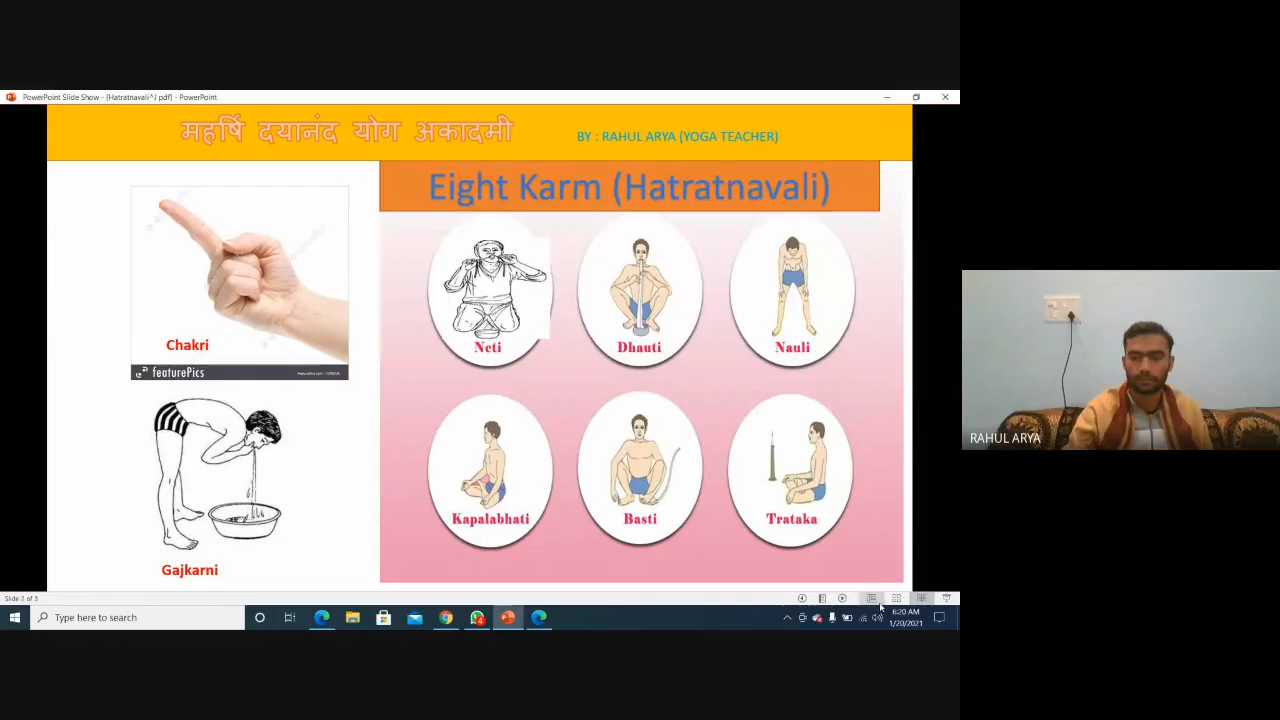 PowerPoint Slide Show - [Hatratnavali^J pdf] - PowerPoint
महर्षि दयानंद योग अकादमी
BY : RAHUL ARYA (YOGA TEACHER)
Eight Karm (Hatratnavali)
Chakri
featurePics
Neti
Dhauti
Nauli
Gajkarni
Kapalabhati
Basti
Trataka
RAHUL ARYA
Slide 2 of 3
Type here to search
4
6:20 AM
1/20/2021